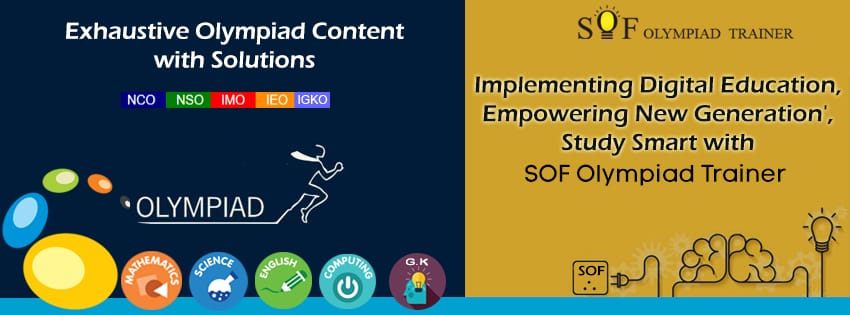 Exhaustive Olympiad Content
with Solutions
NCO NSO IMO IEO IGKO
OLYMPIAD
MATHEMATICS
SCIENCE
ENGLISH
COMPUTING
G.K
SOF OLYMPIAD TRAINER
Implementing Digital Education,
Empowering New Generation',
Study Smart with
SOF Olympiad Trainer
SOF